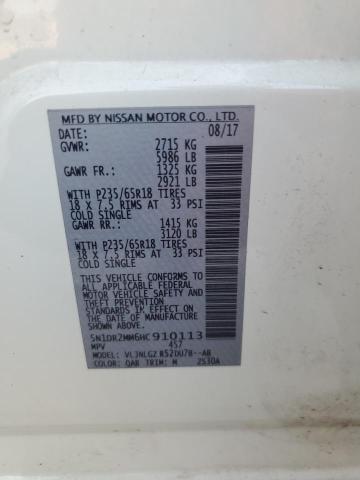 MFD BY NISSAN MOTOR CO., LTD.
DATE: 08/17
GVWR: 2715 KG
5986 LB
GAWR FR.: 1325 KG
2921 LB
WITH P235/65R18 TIRES
18 X 7.5 RIMS AT 33 PSI
COLD SINGLE
GAWR RR.: 1415 KG
3120 LB
WITH P235/65R18 TIRES
18 X 7.5 RIMS AT 33 PSI
COLD SINGLE
THIS VEHICLE CONFORMS TO
ALL APPLICABLE FEDERAL
MOTOR VEHICLE SAFETY AND
THEFT PREVENTION STANDARDS
IN EFFECT ON THE DATE OF
MANUFACTURE SHOWN ABOVE.
5N1DR2MM6HC910113
MPV 457
MODEL: VLJNLGZ R52DU7B--AB
COLOR: QAB TRIM: M 2530A